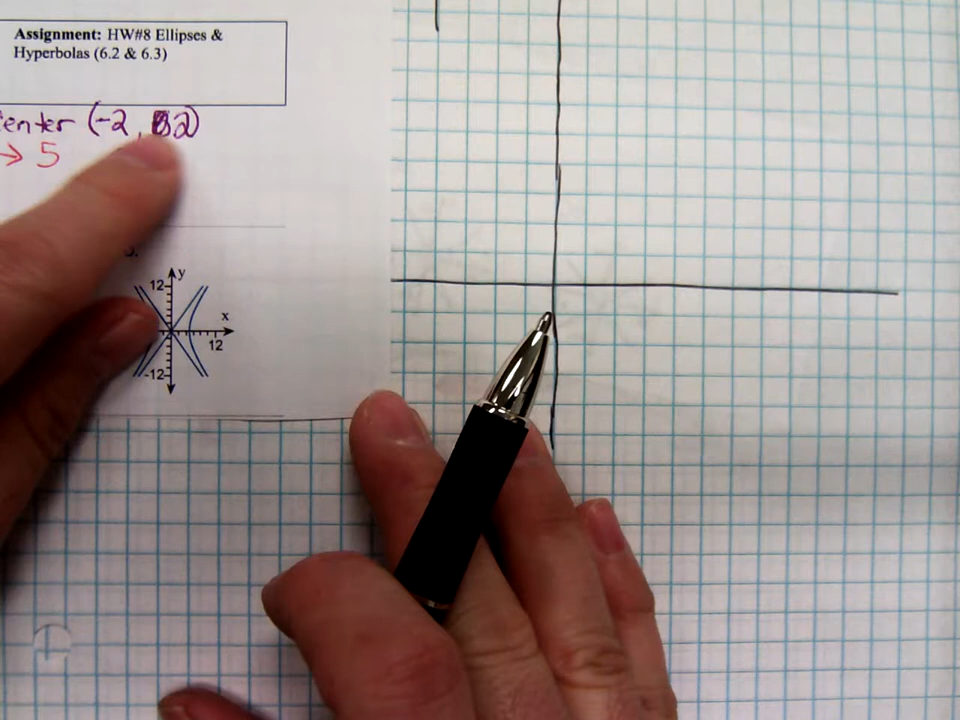 Assignment: HW#8 Ellipses &
Hyperbolas (6.2 & 6.3)
enter (-2, 2)
→ 5
y
12
x
12
-12